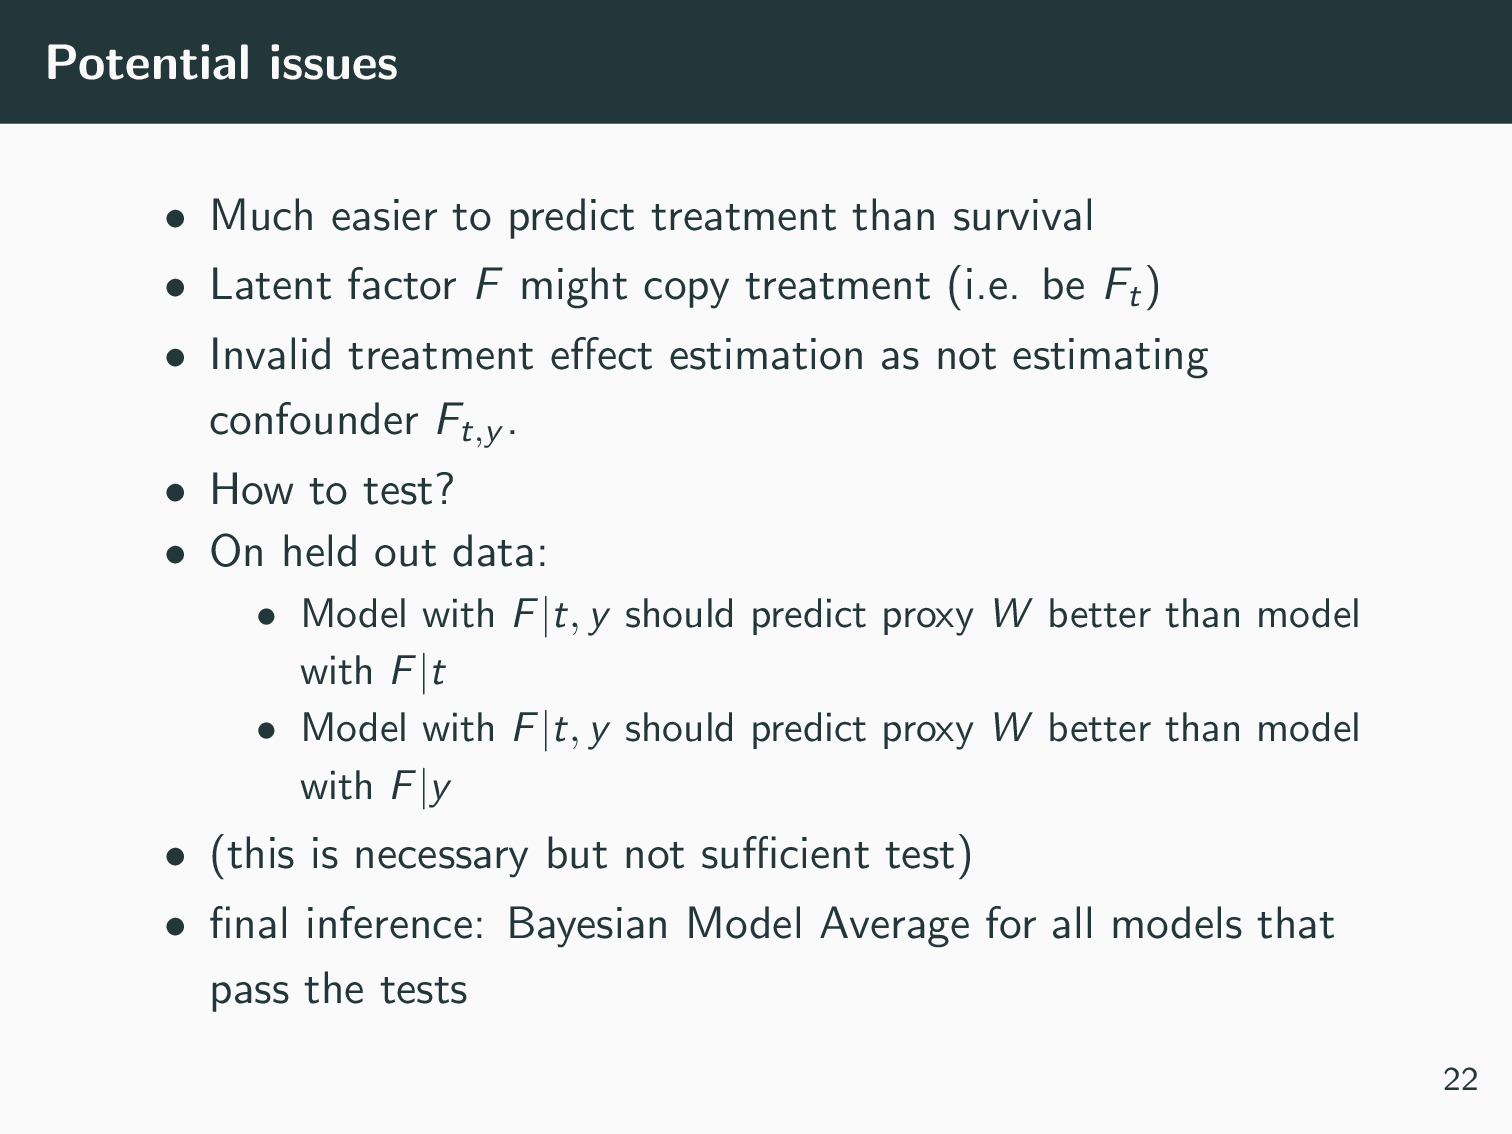 Potential issues
• Much easier to predict treatment than survival
• Latent factor F might copy treatment (i.e. be F_t)
• Invalid treatment effect estimation as not estimating
confounder F_{t,y}.
• How to test?
• On held out data:
• Model with F|t, y should predict proxy W better than model
with F|t
• Model with F|t, y should predict proxy W better than model
with F|y
• (this is necessary but not sufficient test)
• final inference: Bayesian Model Average for all models that
pass the tests
22